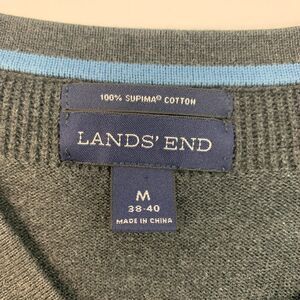 100% SUPIMA® COTTON
LANDS' END
M
38-40
MADE IN CHINA